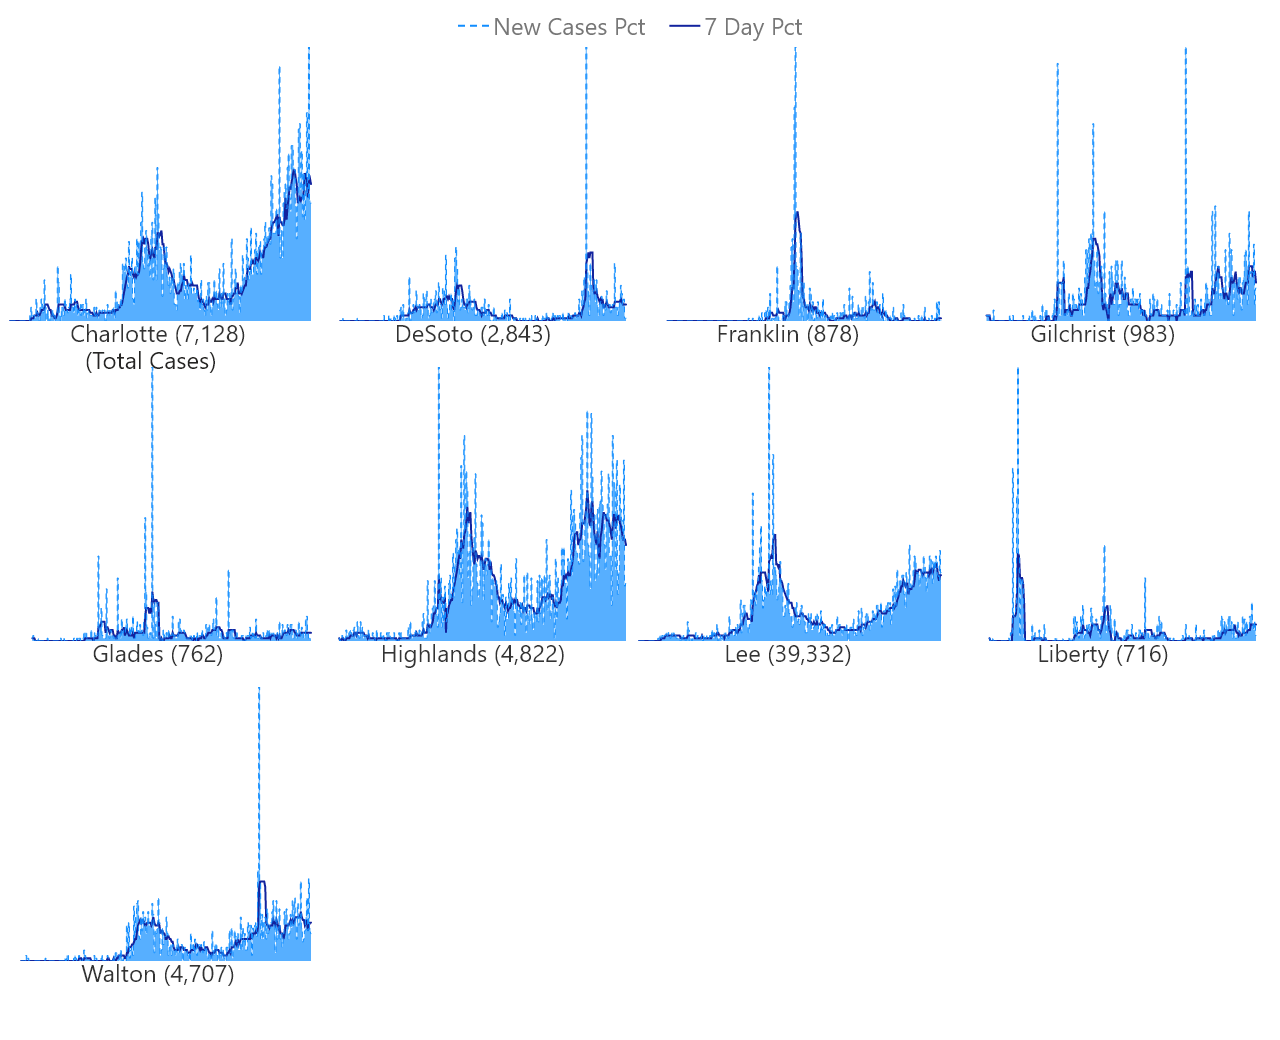 New Cases Pct 7 Day Pct
Charlotte (7,128)
(Total Cases)
DeSoto (2,843)
Franklin (878)
Gilchrist (983)
Glades (762)
Highlands (4,822)
Lee (39,332)
Liberty (716)
Walton (4,707)